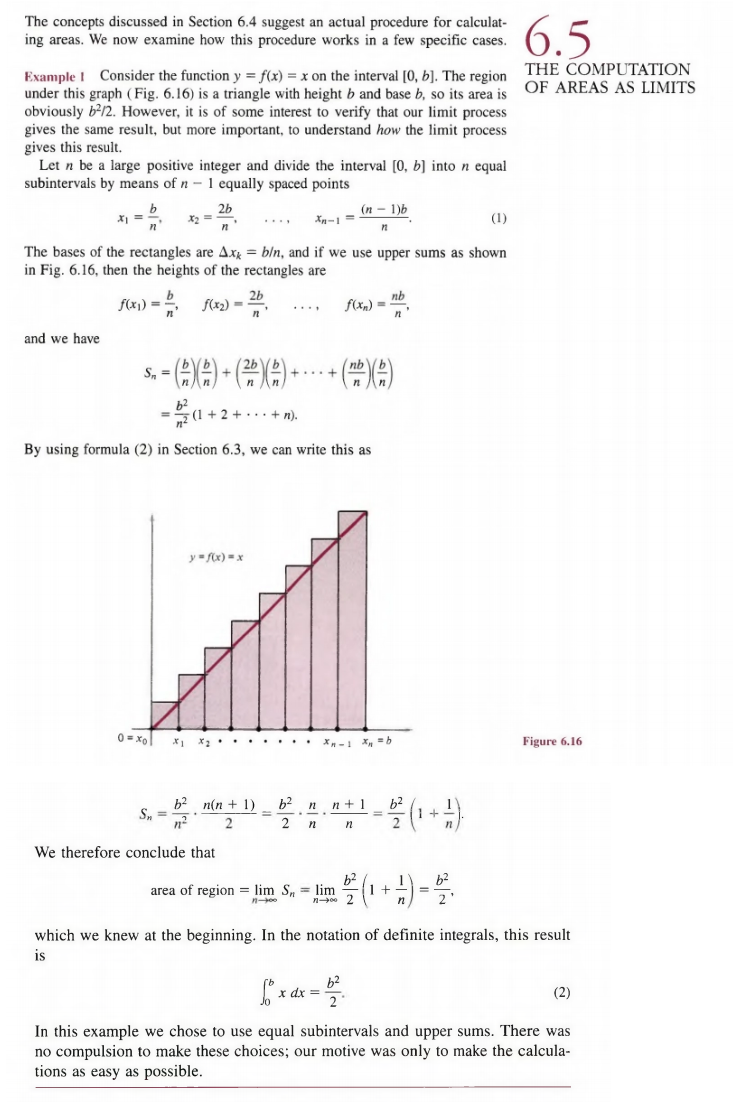 The concepts discussed in Section 6.4 suggest an actual procedure for calculat-
ing areas. We now examine how this procedure works in a few specific cases.
6.5
THE COMPUTATION
OF AREAS AS LIMITS
Example 1 Consider the function y = f(x) = x on the interval [0, b]. The region
under this graph (Fig. 6.16) is a triangle with height b and base b, so its area is
obviously b²/2. However, it is of some interest to verify that our limit process
gives the same result, but more important, to understand how the limit process
gives this result.
Let n be a large positive integer and divide the interval [0, b] into n equal
subintervals by means of n − 1 equally spaced points
x₁ = b/n, x₂ = 2b/n, . . . , xₙ₋₁ = (n − 1)b/n. (1)
The bases of the rectangles are Δxₖ = b/n, and if we use upper sums as shown
in Fig. 6.16, then the heights of the rectangles are
f(x₁) = b/n, f(x₂) = 2b/n, . . . , f(xₙ) = nb/n,
and we have
Sₙ = (b/n)(b/n) + (2b/n)(b/n) + · · · + (nb/n)(b/n)
= b²/n² (1 + 2 + · · · + n).
By using formula (2) in Section 6.3, we can write this as
y = f(x) = x
0 = x₀ x₁ x₂ · · · · · · · xₙ₋₁ xₙ = b
Figure 6.16
Sₙ = b²/n² · n(n + 1)/2 = b²/2 · n/n · (n + 1)/n = b²/2 (1 + 1/n).
We therefore conclude that
area of region = lim n→∞ Sₙ = lim n→∞ b²/2 (1 + 1/n) = b²/2,
which we knew at the beginning. In the notation of definite integrals, this result
is
∫₀ᵇ x dx = b²/2. (2)
In this example we chose to use equal subintervals and upper sums. There was
no compulsion to make these choices; our motive was only to make the calcula-
tions as easy as possible.